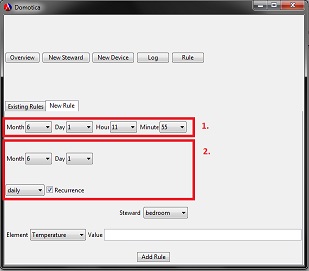 Domotica
Overview New Steward New Device Log Rule
Existing Rules New Rule
Month 6 Day 1 Hour 11 Minute 55 1.
2.
Month 6 Day 1
daily Recurrence
Steward bedroom
Element Temperature Value
Add Rule